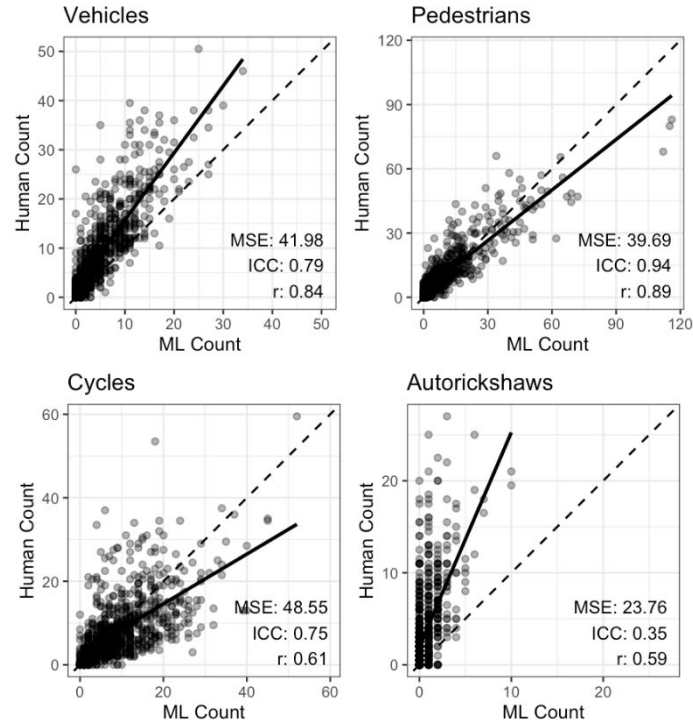 Vehicles
50
40
30
20
10
0
Human Count
MSE: 41.98
ICC: 0.79
r: 0.84
0 10 20 30 40 50
ML Count
Pedestrians
120
90
60
30
0
Human Count
MSE: 39.69
ICC: 0.94
r: 0.89
0 30 60 90 120
ML Count
Cycles
60
40
20
0
Human Count
MSE: 48.55
ICC: 0.75
r: 0.61
0 20 40 60
ML Count
Autorickshaws
20
10
0
Human Count
MSE: 23.76
ICC: 0.35
r: 0.59
0 10 20
ML Count